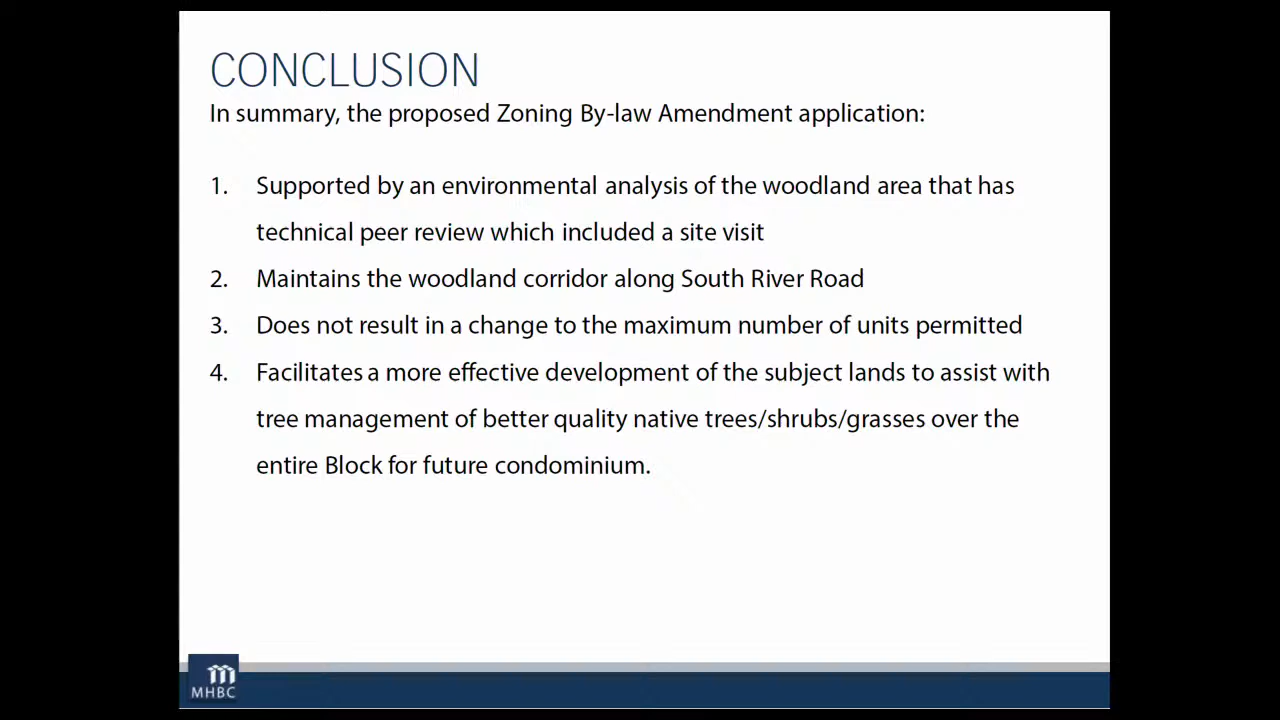 CONCLUSION
In summary, the proposed Zoning By-law Amendment application:
1. Supported by an environmental analysis of the woodland area that has
technical peer review which included a site visit
2. Maintains the woodland corridor along South River Road
3. Does not result in a change to the maximum number of units permitted
4. Facilitates a more effective development of the subject lands to assist with
tree management of better quality native trees/shrubs/grasses over the
entire Block for future condominium.
MHBC